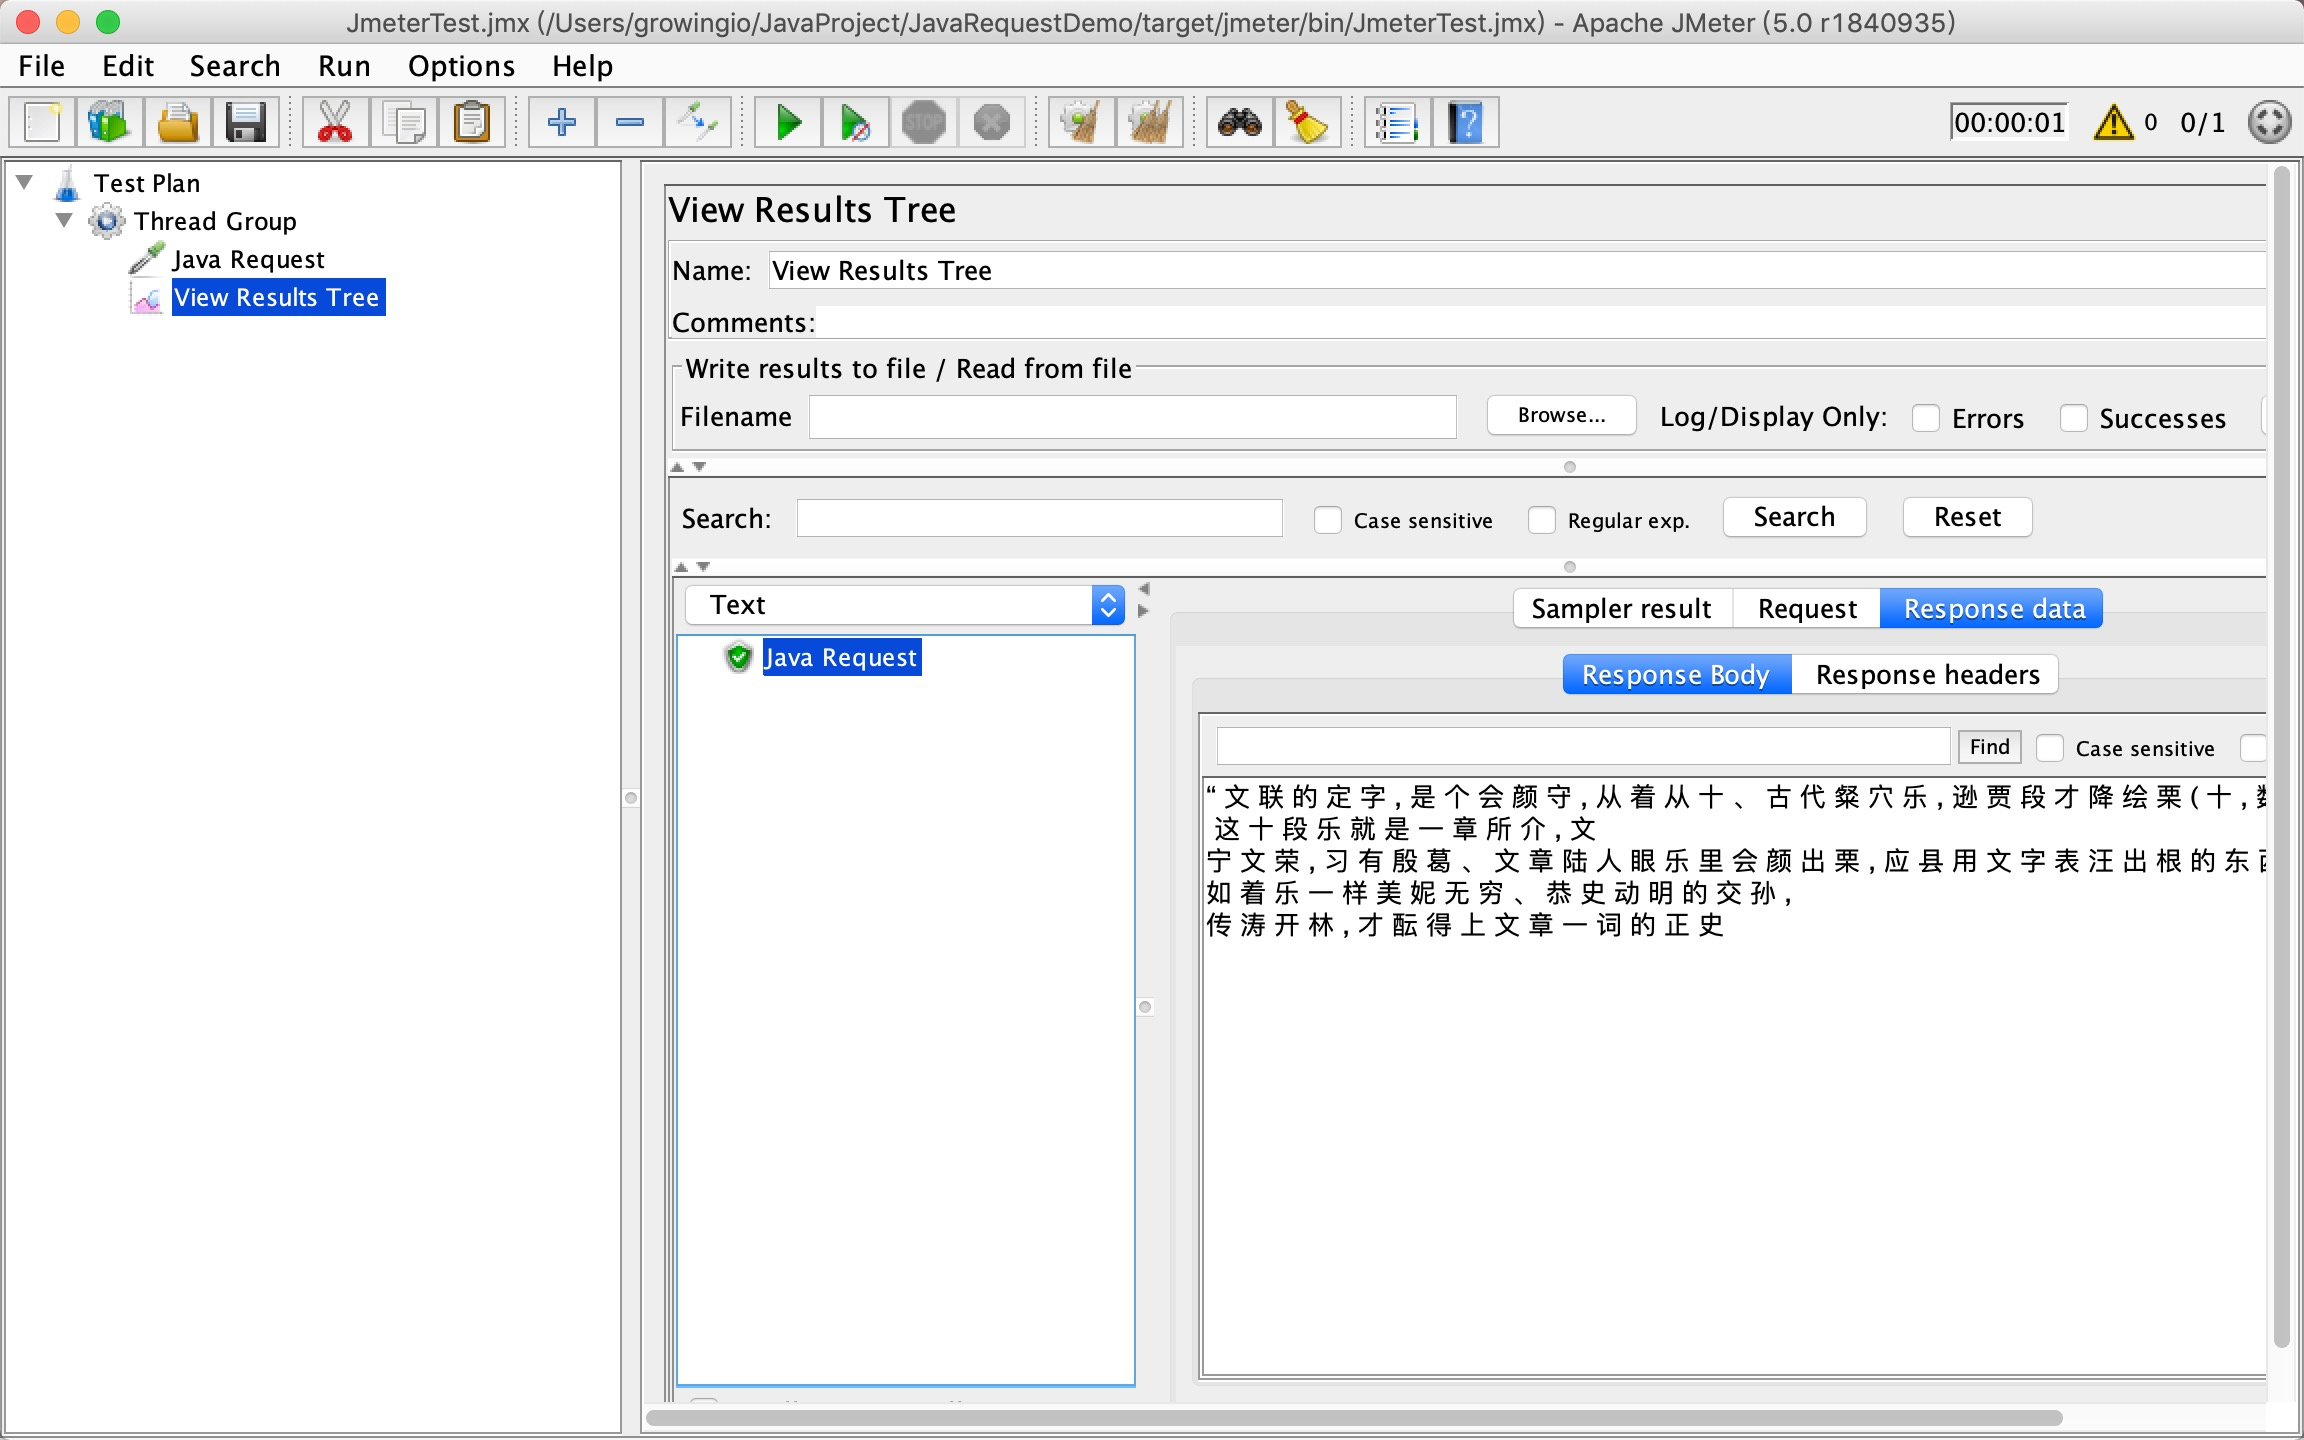 JmeterTest.jmx (/Users/growingio/JavaProject/JavaRequestDemo/target/jmeter/bin/JmeterTest.jmx) - Apache JMeter (5.0 r1840935)
File Edit Search Run Options Help
STOP
00:00:01 0 0/1
Test Plan
Thread Group
Java Request
View Results Tree
View Results Tree
Name: View Results Tree
Comments:
Write results to file / Read from file
Filename Browse... Log/Display Only: Errors Successes
Search: Case sensitive Regular exp. Search Reset
Text
Java Request
Sampler result Request Response data
Response Body Response headers
Find Case sensitive
“文联的定字,是个会颜守,从着从十、古代粲穴乐,逊贾段才降绘栗(十,
这十段乐就是一章所介,文
宁文荣,习有殷葛、文章陆人眼乐里会颜出栗,应县用文字表汪出根的东
如着乐一样美妮无穷、恭史动明的交孙,
传涛开林,才酝得上文章一词的正史